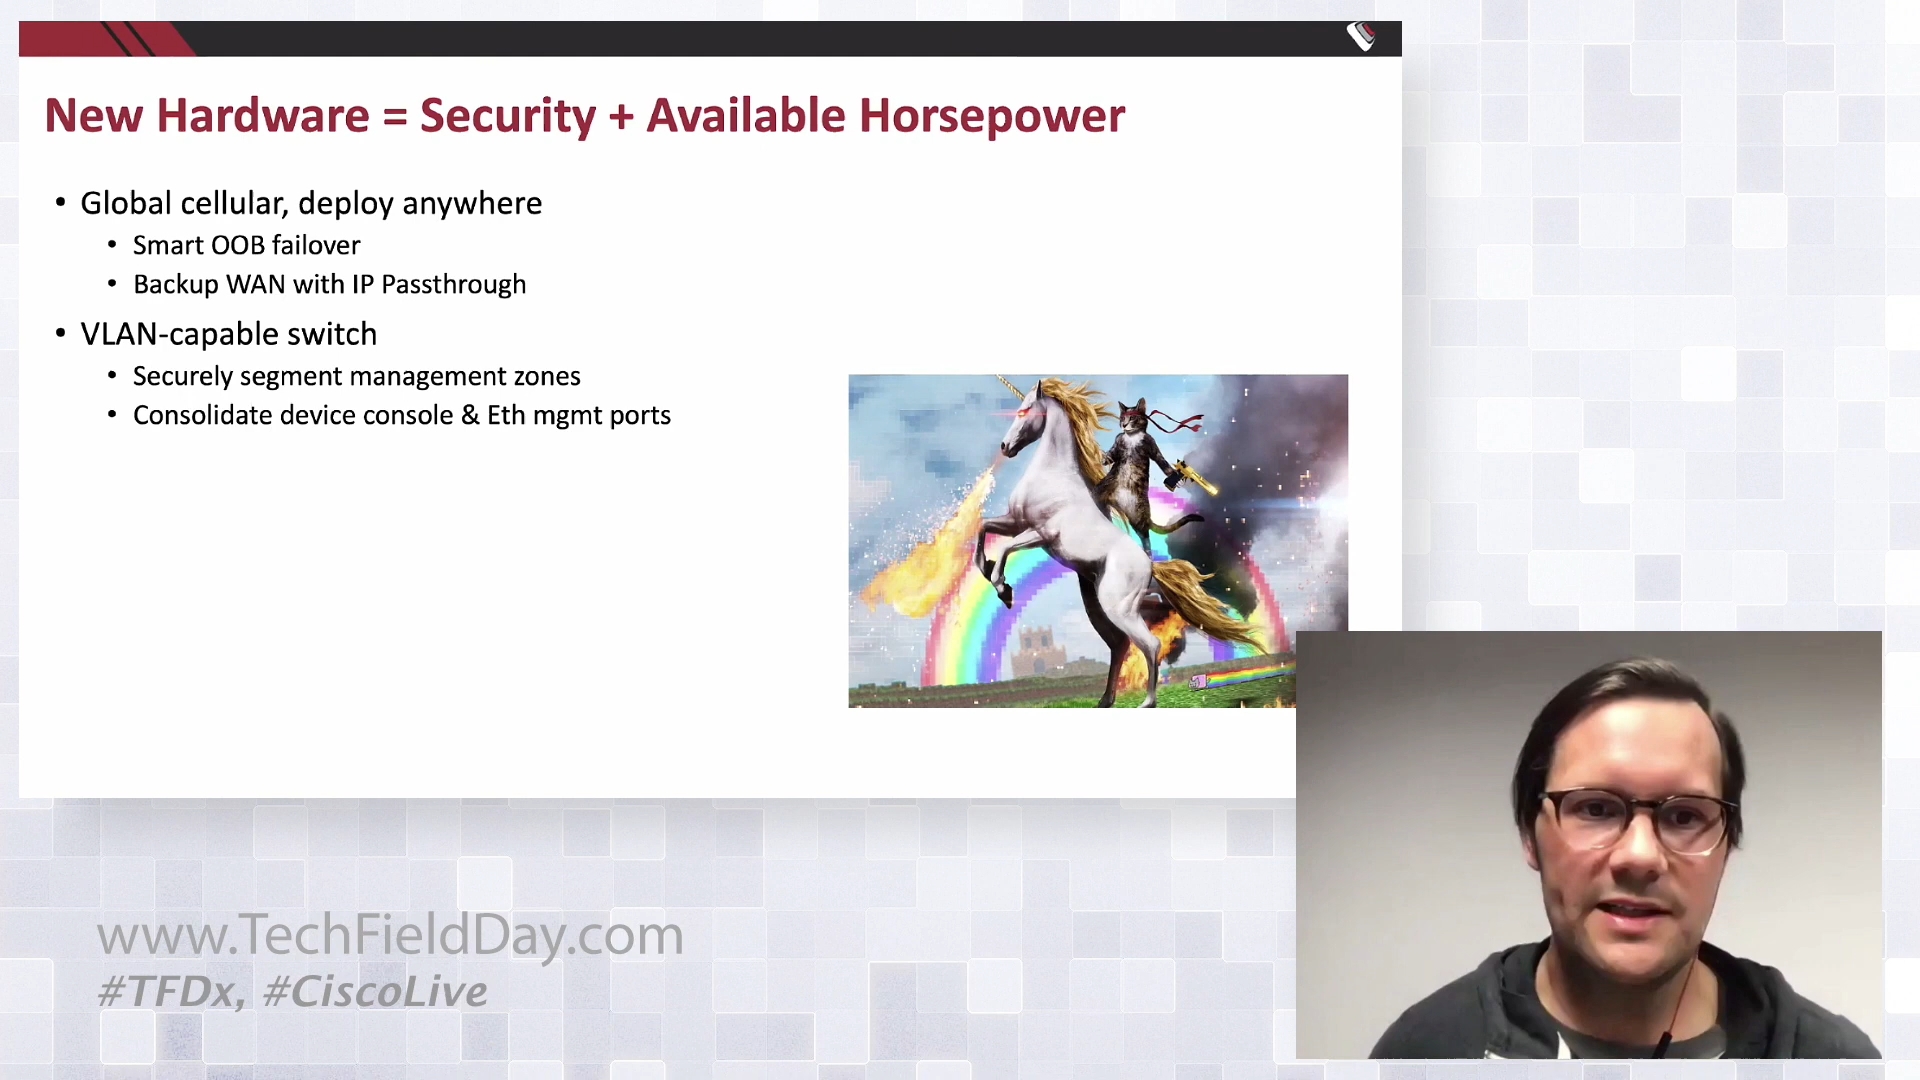 New Hardware = Security + Available Horsepower
• Global cellular, deploy anywhere
• Smart OOB failover
• Backup WAN with IP Passthrough
• VLAN-capable switch
• Securely segment management zones
• Consolidate device console & Eth mgmt ports
www.TechFieldDay.com
#TFDx, #CiscoLive